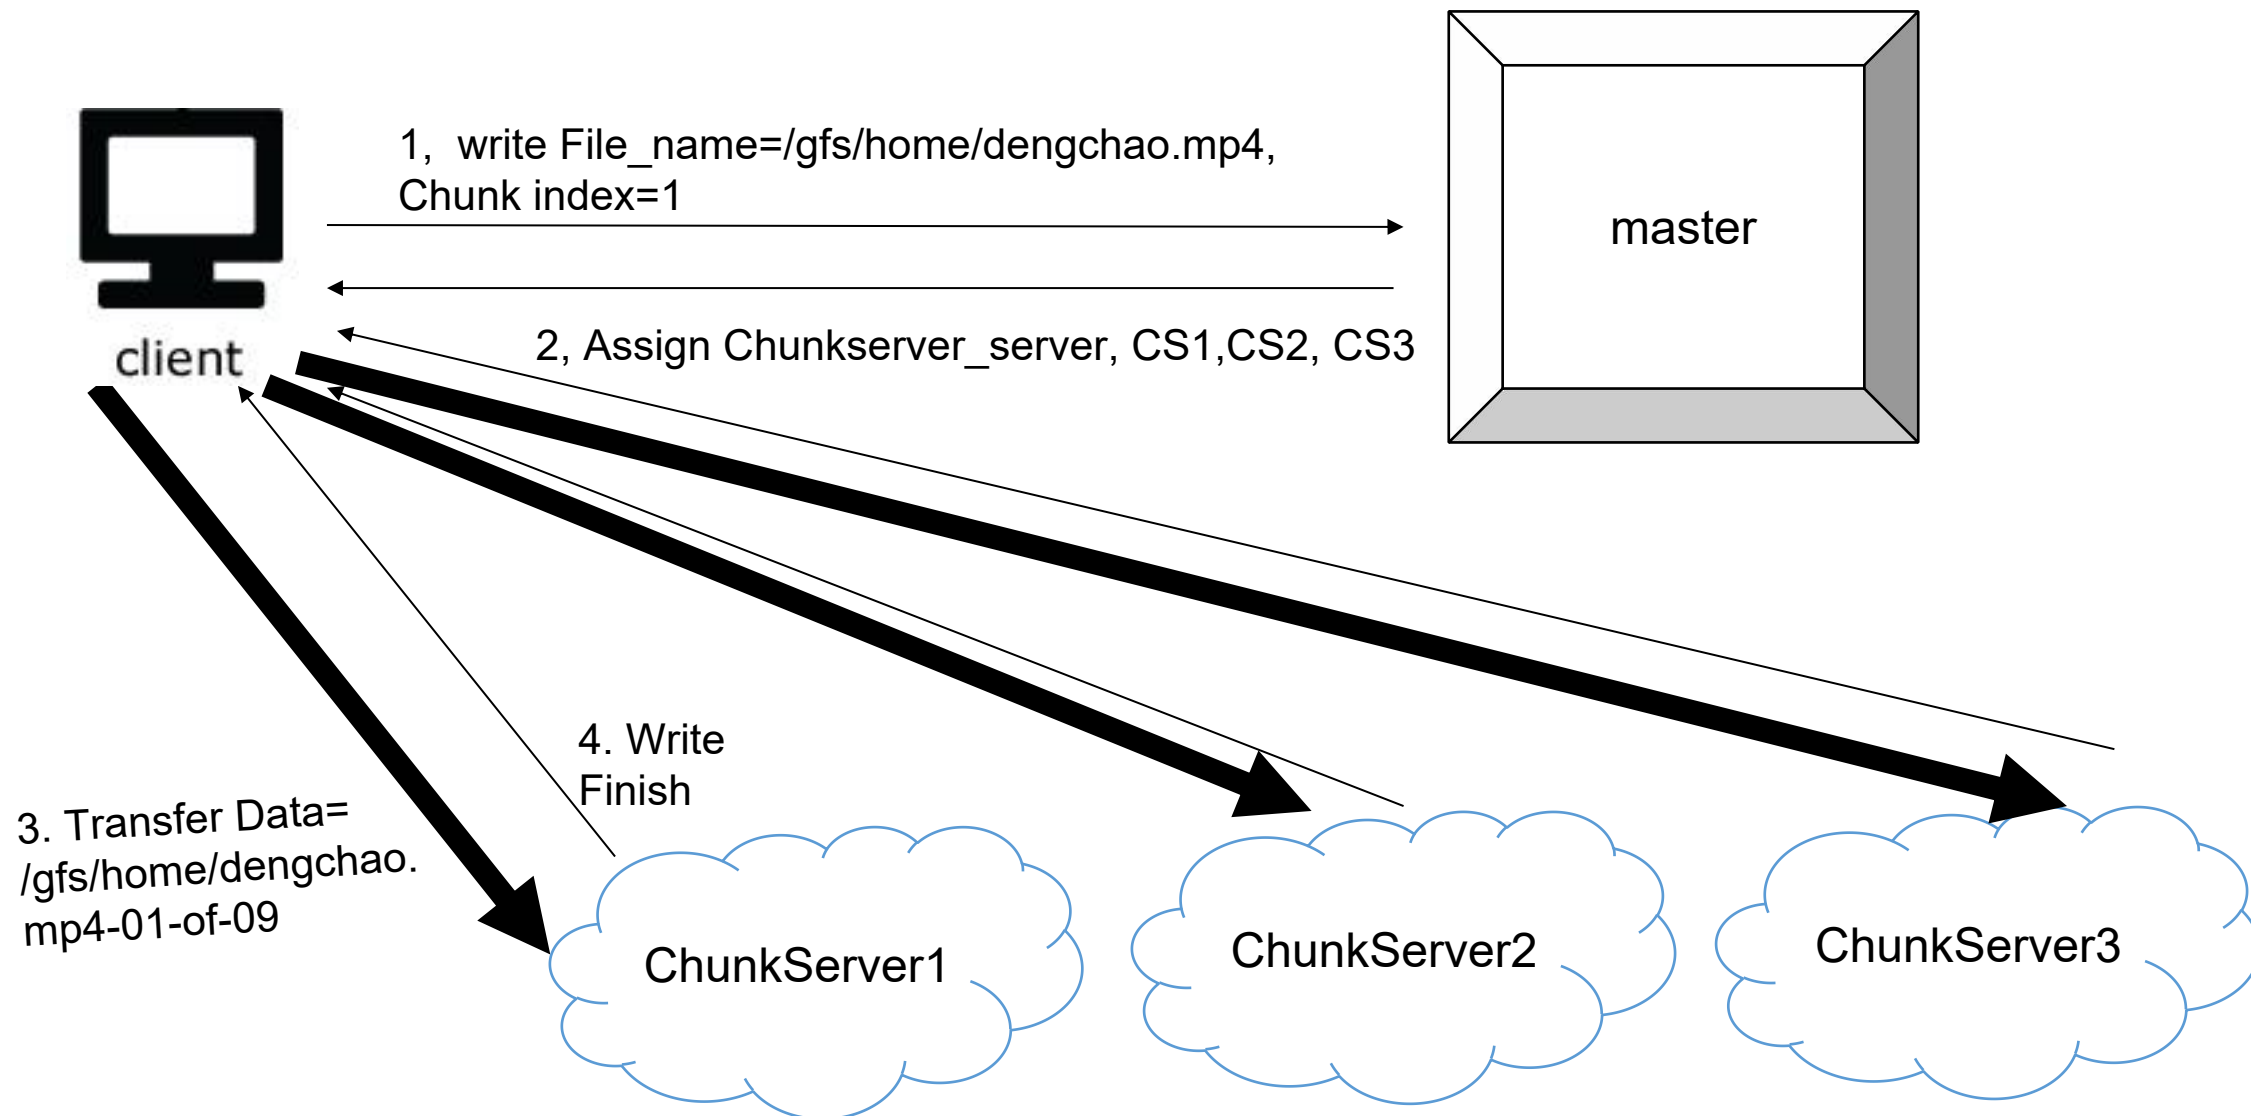 1,  write File_name=/gfs/home/dengchao.mp4,
Chunk index=1
master
client
2, Assign Chunkserver_server, CS1,CS2, CS3
4. Write
Finish
3. Transfer Data=
/gfs/home/dengchao.
mp4-01-of-09
ChunkServer1
ChunkServer2
ChunkServer3